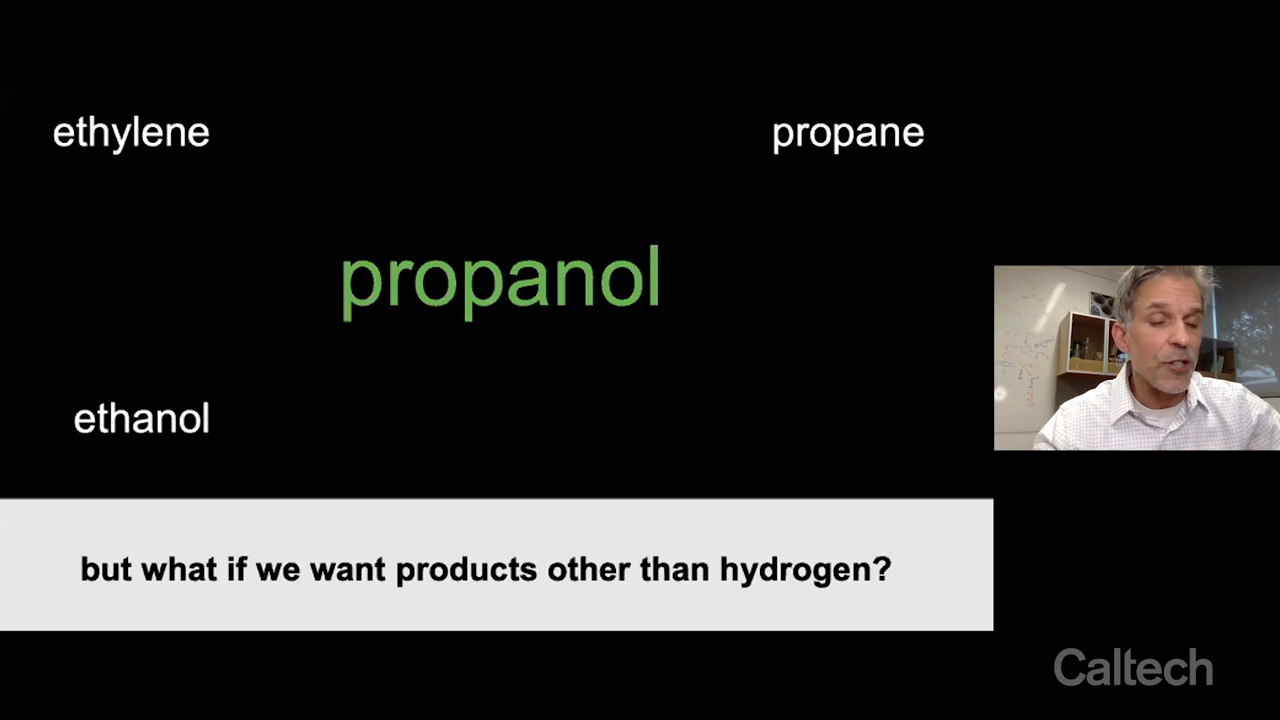 ethylene
propane
propanol
ethanol
but what if we want products other than hydrogen?
Caltech